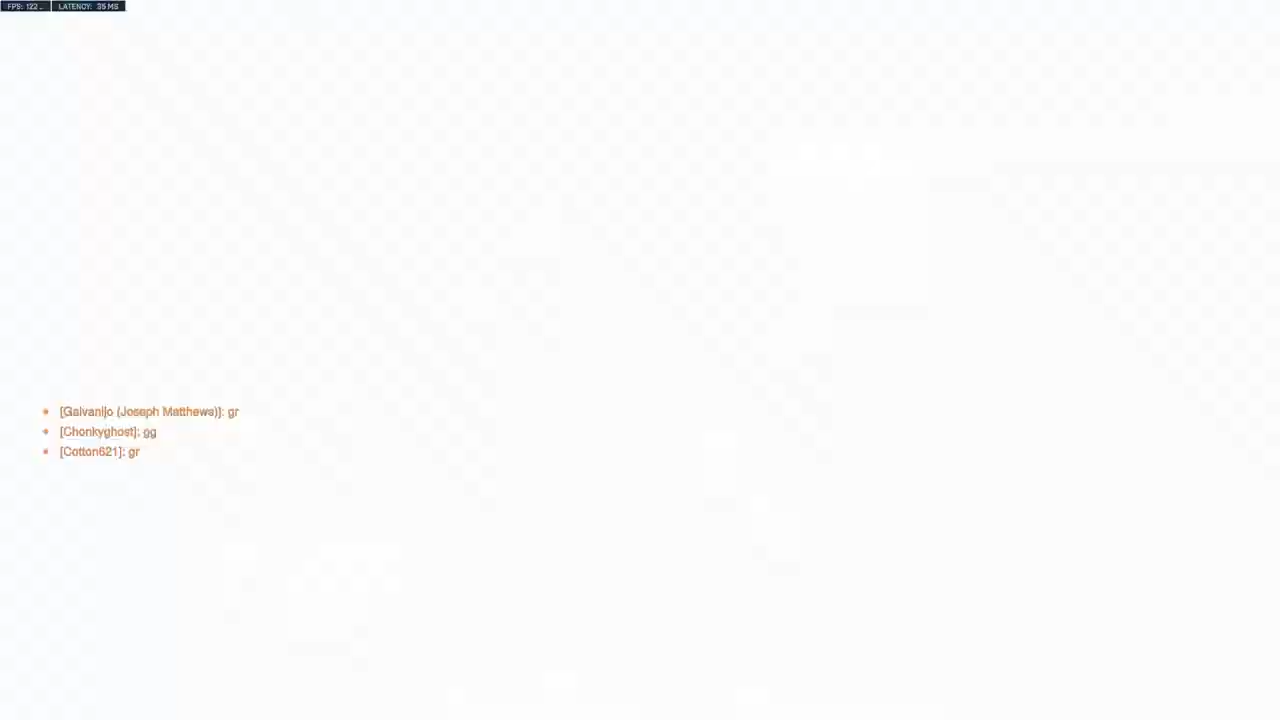 FPS: 122 LATENCY: 35 MS
[Galvanijo (Joseph Matthews)]: gr
[Chonkyghost]: gg
[Cotton621]: gr